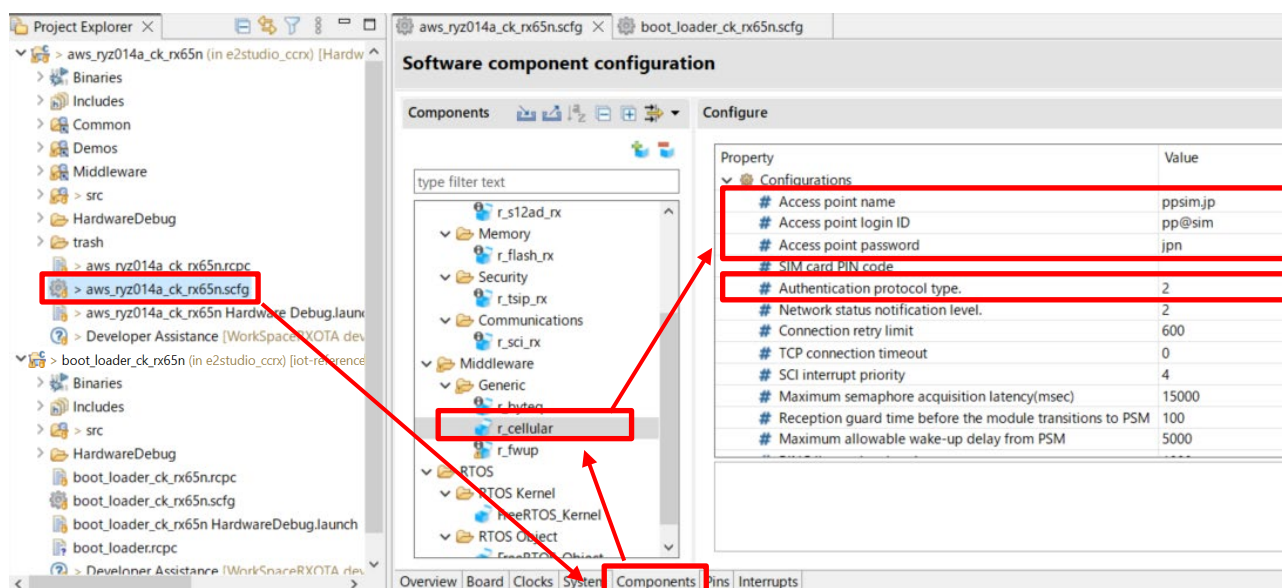 Project Explorer
> aws_ryz014a_ck_rx65n (in e2studio_ccrx) [Hardw
Binaries
Includes
Common
Demos
Middleware
> src
HardwareDebug
trash
> aws_ryz014a_ck_rx65n.rcpc
> aws_ryz014a_ck_rx65n.scfg
> aws_ryz014a_ck_rx65n Hardware Debug.laun
> Developer Assistance [WorkSpaceRXOTA dev
> boot_loader_ck_rx65n (in e2studio_ccrx) [iot-reference
Binaries
Includes
> src
HardwareDebug
boot_loader_ck_rx65n.rcpc
boot_loader_ck_rx65n.scfg
boot_loader_ck_rx65n HardwareDebug.launch
boot_loader.rcpc
> Developer Assistance [WorkSpaceRXOTA dev
aws_ryz014a_ck_rx65n.scfg
boot_loader_ck_rx65n.scfg
Software component configuration
Components
type filter text
r_s12ad_rx
Memory
r_flash_rx
Security
r_tsip_rx
Communications
r_sci_rx
Middleware
Generic
r_byteq
r_cellular
r_fwup
RTOS
RTOS Kernel
FreeRTOS_Kernel
RTOS Object
FreeRTOS_Object
Configure
Property Value
Configurations
# Access point name ppsim.jp
# Access point login ID pp@sim
# Access point password jpn
# SIM card PIN code
# Authentication protocol type. 2
# Network status notification level. 2
# Connection retry limit 600
# TCP connection timeout 0
# SCI interrupt priority 4
# Maximum semaphore acquisition latency(msec) 15000
# Reception guard time before the module transitions to PSM 100
# Maximum allowable wake-up delay from PSM 5000
Overview Board Clocks System Components Pins Interrupts